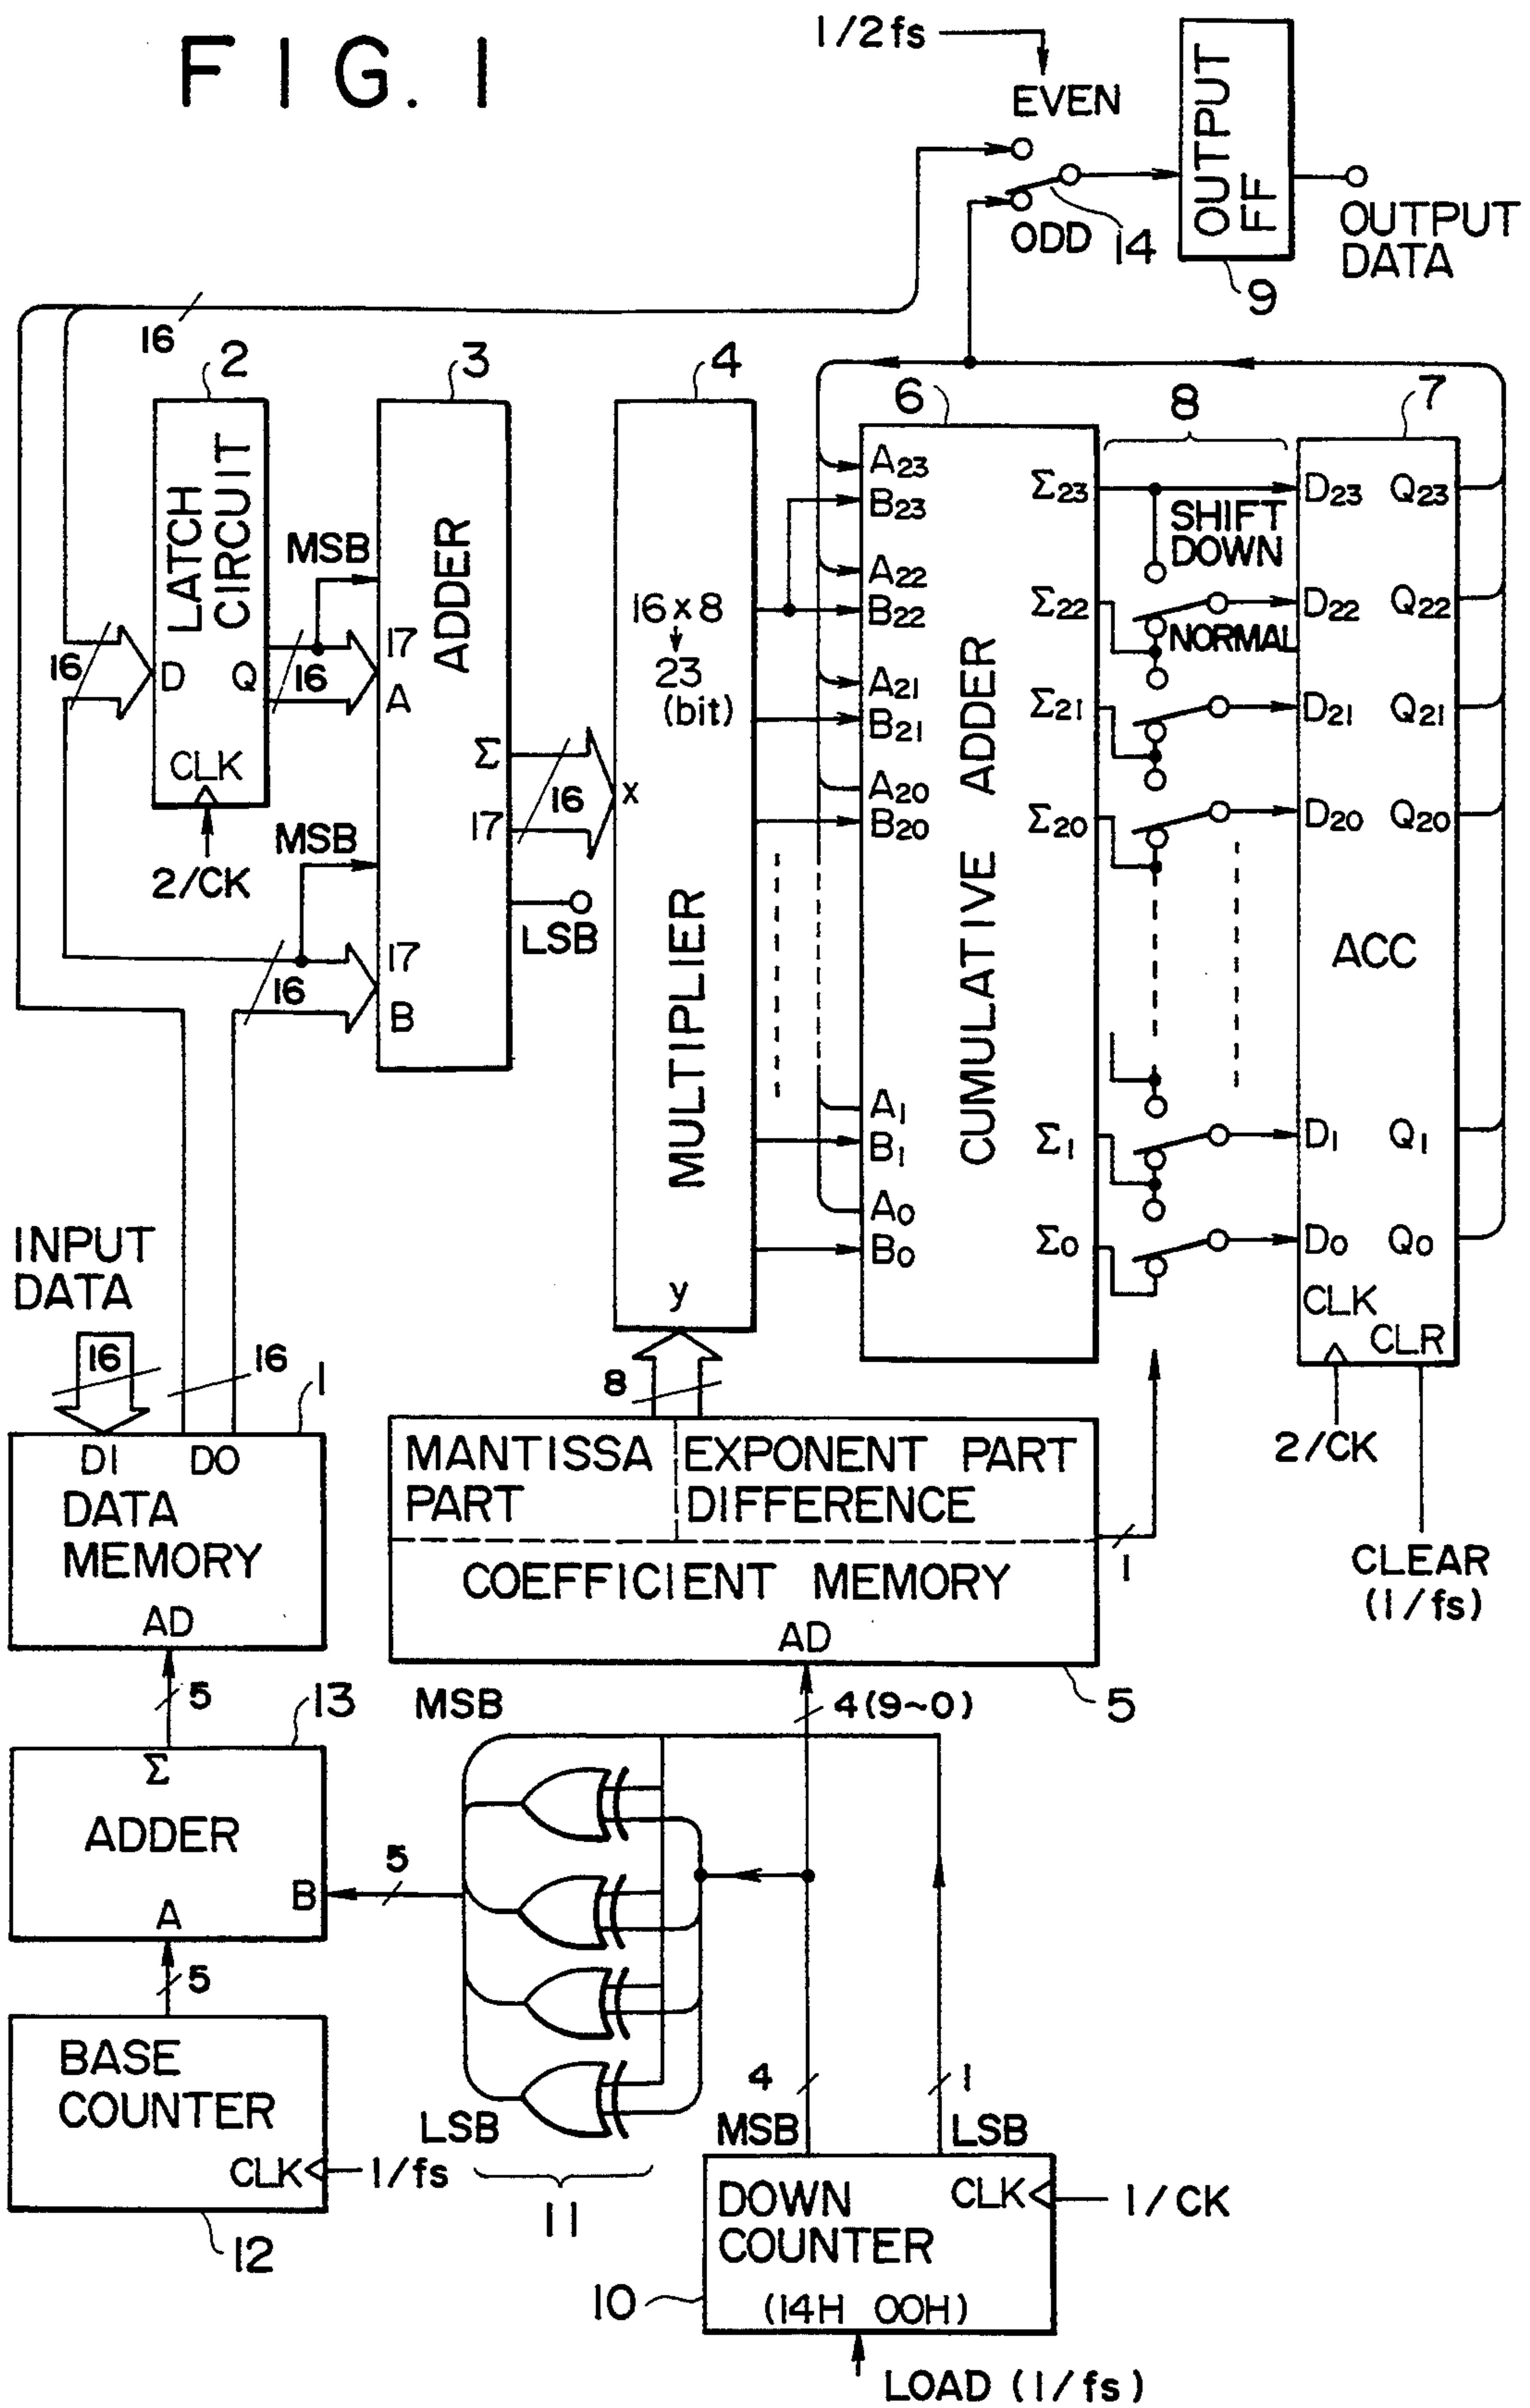 FIG. 1
1/2fs
EVEN
ODD
14
OUTPUT
FF
9
OUTPUT
DATA
16
2
LATCH
CIRCUIT
D
Q
CLK
2/CK
16
16
MSB
MSB
16
3
ADDER
17
A
Σ
17
17
B
16
LSB
4
16×8
↓
23
(bit)
x
MULTIPLIER
y
6
A23
B23
A22
B22
A21
B21
A20
B20
A1
B1
A0
B0
CUMULATIVE ADDER
Σ23
Σ22
Σ21
Σ20
Σ1
Σ0
8
SHIFT
DOWN
NORMAL
7
D23 Q23
D22 Q22
D21 Q21
D20 Q20
ACC
D1 Q1
D0 Q0
CLK
CLR
2/CK
CLEAR
(1/fs)
INPUT
DATA
16
16
1
DI DO
DATA
MEMORY
AD
5
8
MANTISSA
PART
EXPONENT PART
DIFFERENCE
COEFFICIENT MEMORY
AD
1
5
4(9~0)
13
Σ
ADDER
A
B
5
5
MSB
LSB
11
BASE
COUNTER
CLK
1/fs
12
4
MSB
1
LSB
DOWN
COUNTER
CLK
1/CK
(14H 00H)
10
LOAD (1/fs)